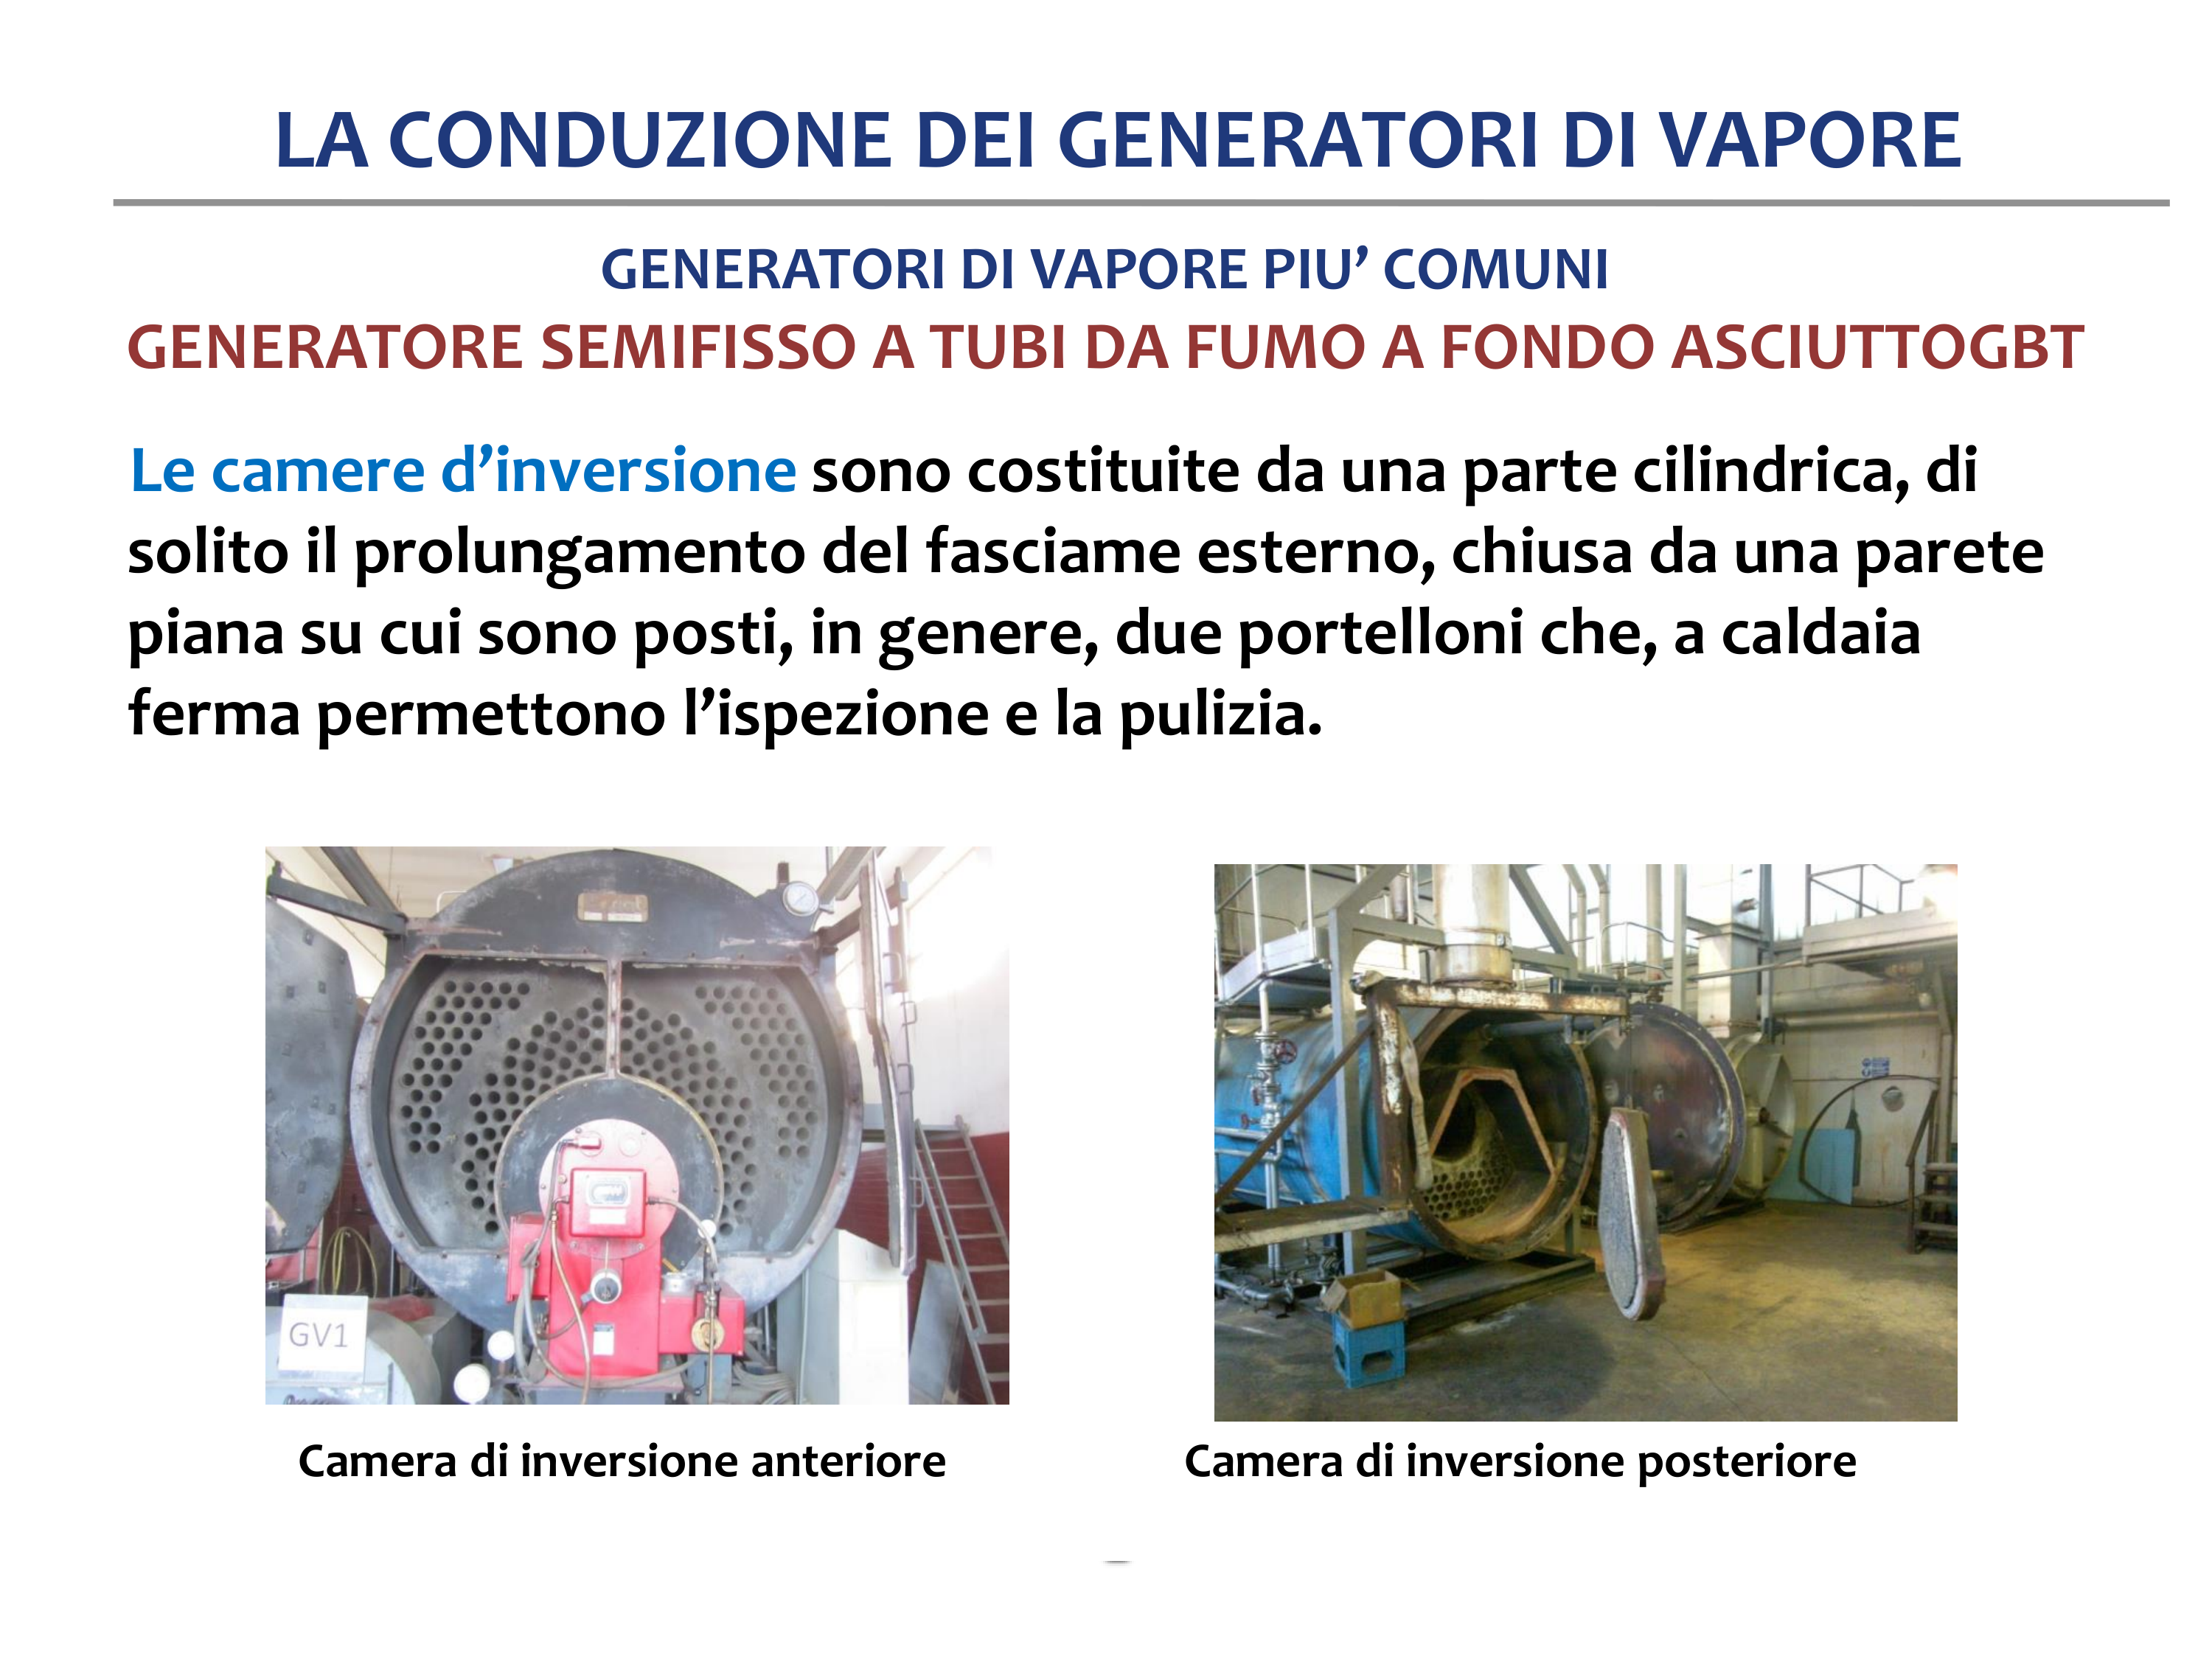 LA CONDUZIONE DEI GENERATORI DI VAPORE
GENERATORI DI VAPORE PIU’ COMUNI
GENERATORE SEMIFISSO A TUBI DA FUMO A FONDO ASCIUTTOGBT
Le camere d’inversione sono costituite da una parte cilindrica, di
solito il prolungamento del fasciame esterno, chiusa da una parete
piana su cui sono posti, in genere, due portelloni che, a caldaia
ferma permettono l’ispezione e la pulizia.
GV1
Camera di inversione anteriore
Camera di inversione posteriore